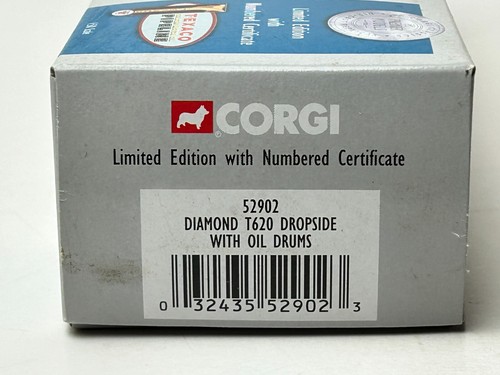 Limited Edition
with
Numbered Certificate
TEXACO
CORGI
Limited Edition with Numbered Certificate
52902
DIAMOND T620 DROPSIDE
WITH OIL DRUMS
0 32435 52902 3